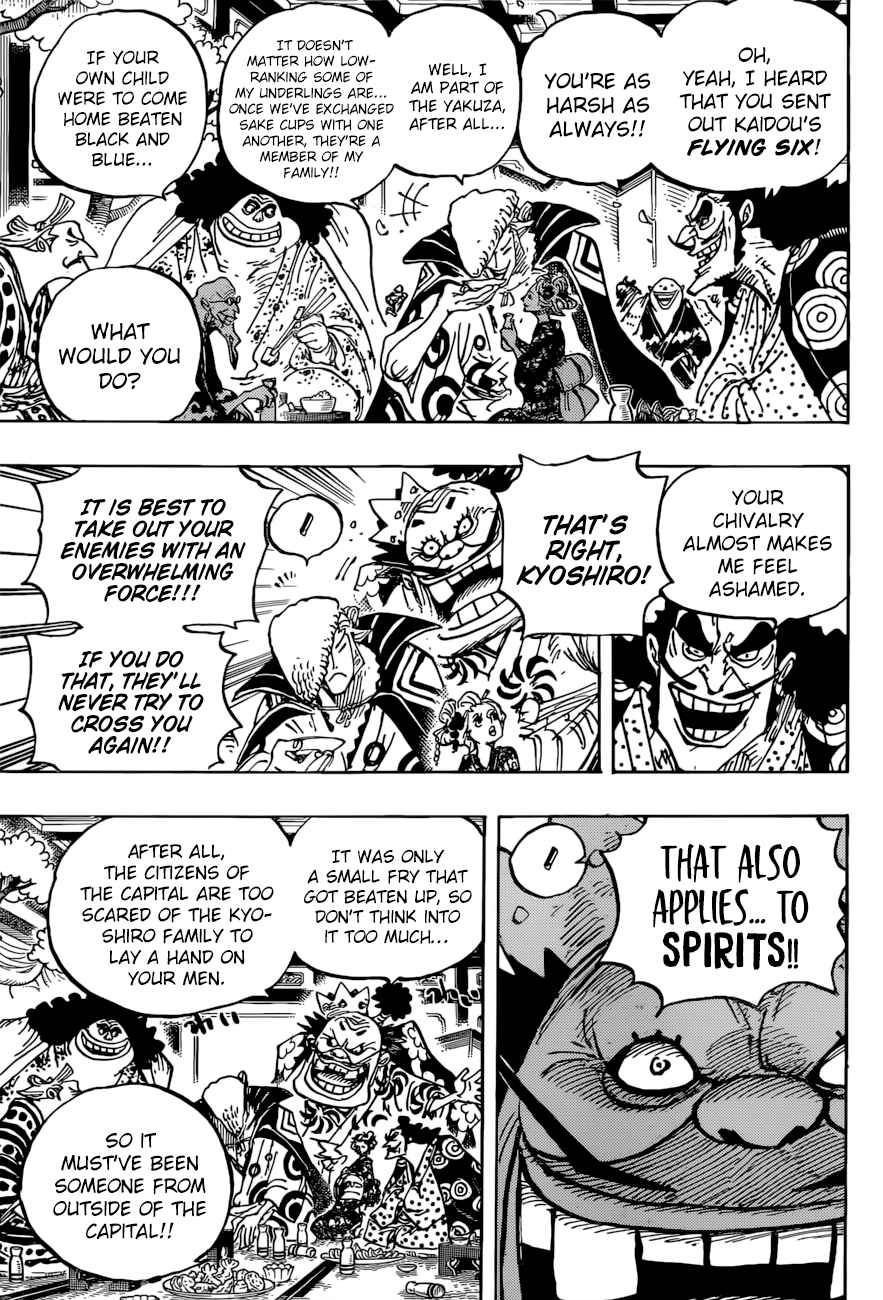 OH,
YEAH, I HEARD
THAT YOU SENT
OUT KAIDOU'S
FLYING SIX!
YOU'RE AS
HARSH AS
ALWAYS!!
WELL, I
AM PART OF
THE YAKUZA,
AFTER ALL...
IT DOESN'T
MATTER HOW LOW-
RANKING SOME OF
MY UNDERLINGS ARE...
ONCE WE'VE EXCHANGED
SAKE CUPS WITH ONE
ANOTHER, THEY'RE A
MEMBER OF MY
FAMILY!!
IF YOUR
OWN CHILD
WERE TO COME
HOME BEATEN
BLACK AND
BLUE...
WHAT
WOULD YOU
DO?
YOUR
CHIVALRY
ALMOST MAKES
ME FEEL
ASHAMED.
THAT'S
RIGHT,
KYOSHIRO!
IT IS BEST TO
TAKE OUT YOUR
ENEMIES WITH AN
OVERWHELMING
FORCE!!!
IF YOU DO
THAT, THEY'LL
NEVER TRY TO
CROSS YOU
AGAIN!!
THAT ALSO
APPLIES... TO
SPIRITS!!
IT WAS ONLY
A SMALL FRY THAT
GOT BEATEN UP, SO
DON'T THINK INTO
IT TOO MUCH...
AFTER ALL,
THE CITIZENS OF
THE CAPITAL ARE TOO
SCARED OF THE KYO-
SHIRO FAMILY TO
LAY A HAND ON
YOUR MEN.
SO IT
MUST'VE BEEN
SOMEONE FROM
OUTSIDE OF THE
CAPITAL!!